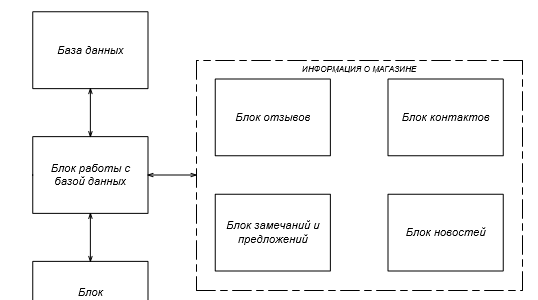 База данных
ИНФОРМАЦИЯ О МАГАЗИНЕ
Блок отзывов
Блок контактов
Блок работы с
базой данных
Блок замечаний и
предложений
Блок новостей
Блок